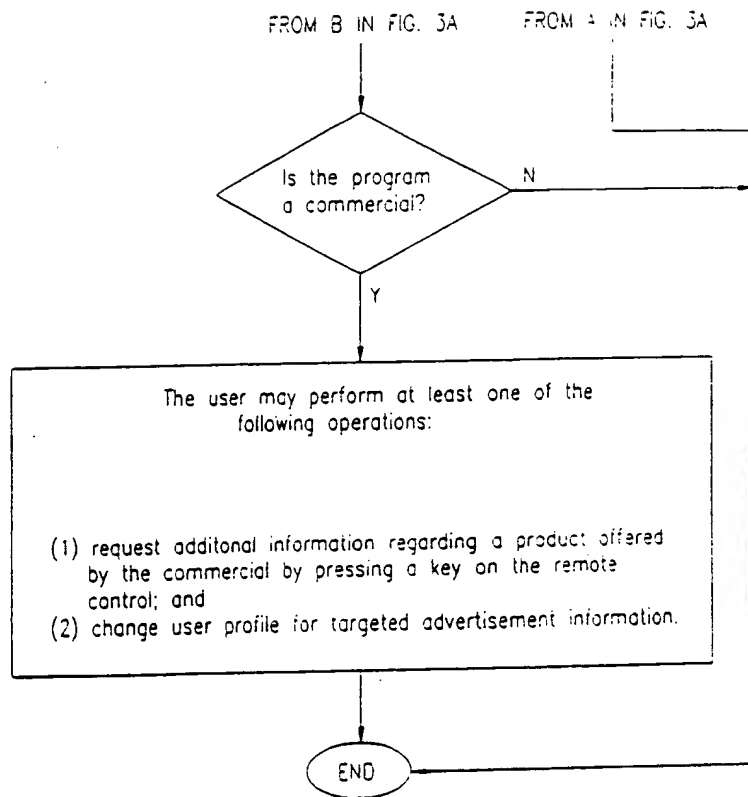 FROM B IN FIG. 3A
FROM A IN FIG. 3A
Is the program
a commercial?
N
Y
The user may perform at least one of the
following operations:
(1) request additonal information regarding a product offered
by the commercial by pressing a key on the remote
control; and
(2) change user profile for targeted advertisement information.
END